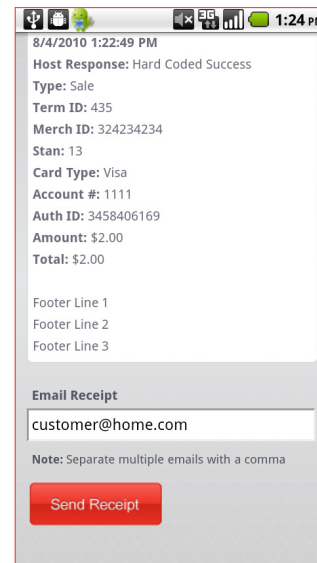 3G
1:24 PM
8/4/2010 1:22:49 PM
Host Response: Hard Coded Success
Type: Sale
Term ID: 435
Merch ID: 324234234
Stan: 13
Card Type: Visa
Account #: 1111
Auth ID: 3458406169
Amount: $2.00
Total: $2.00
Footer Line 1
Footer Line 2
Footer Line 3
Email Receipt
customer@home.com
Note: Separate multiple emails with a comma
Send Receipt